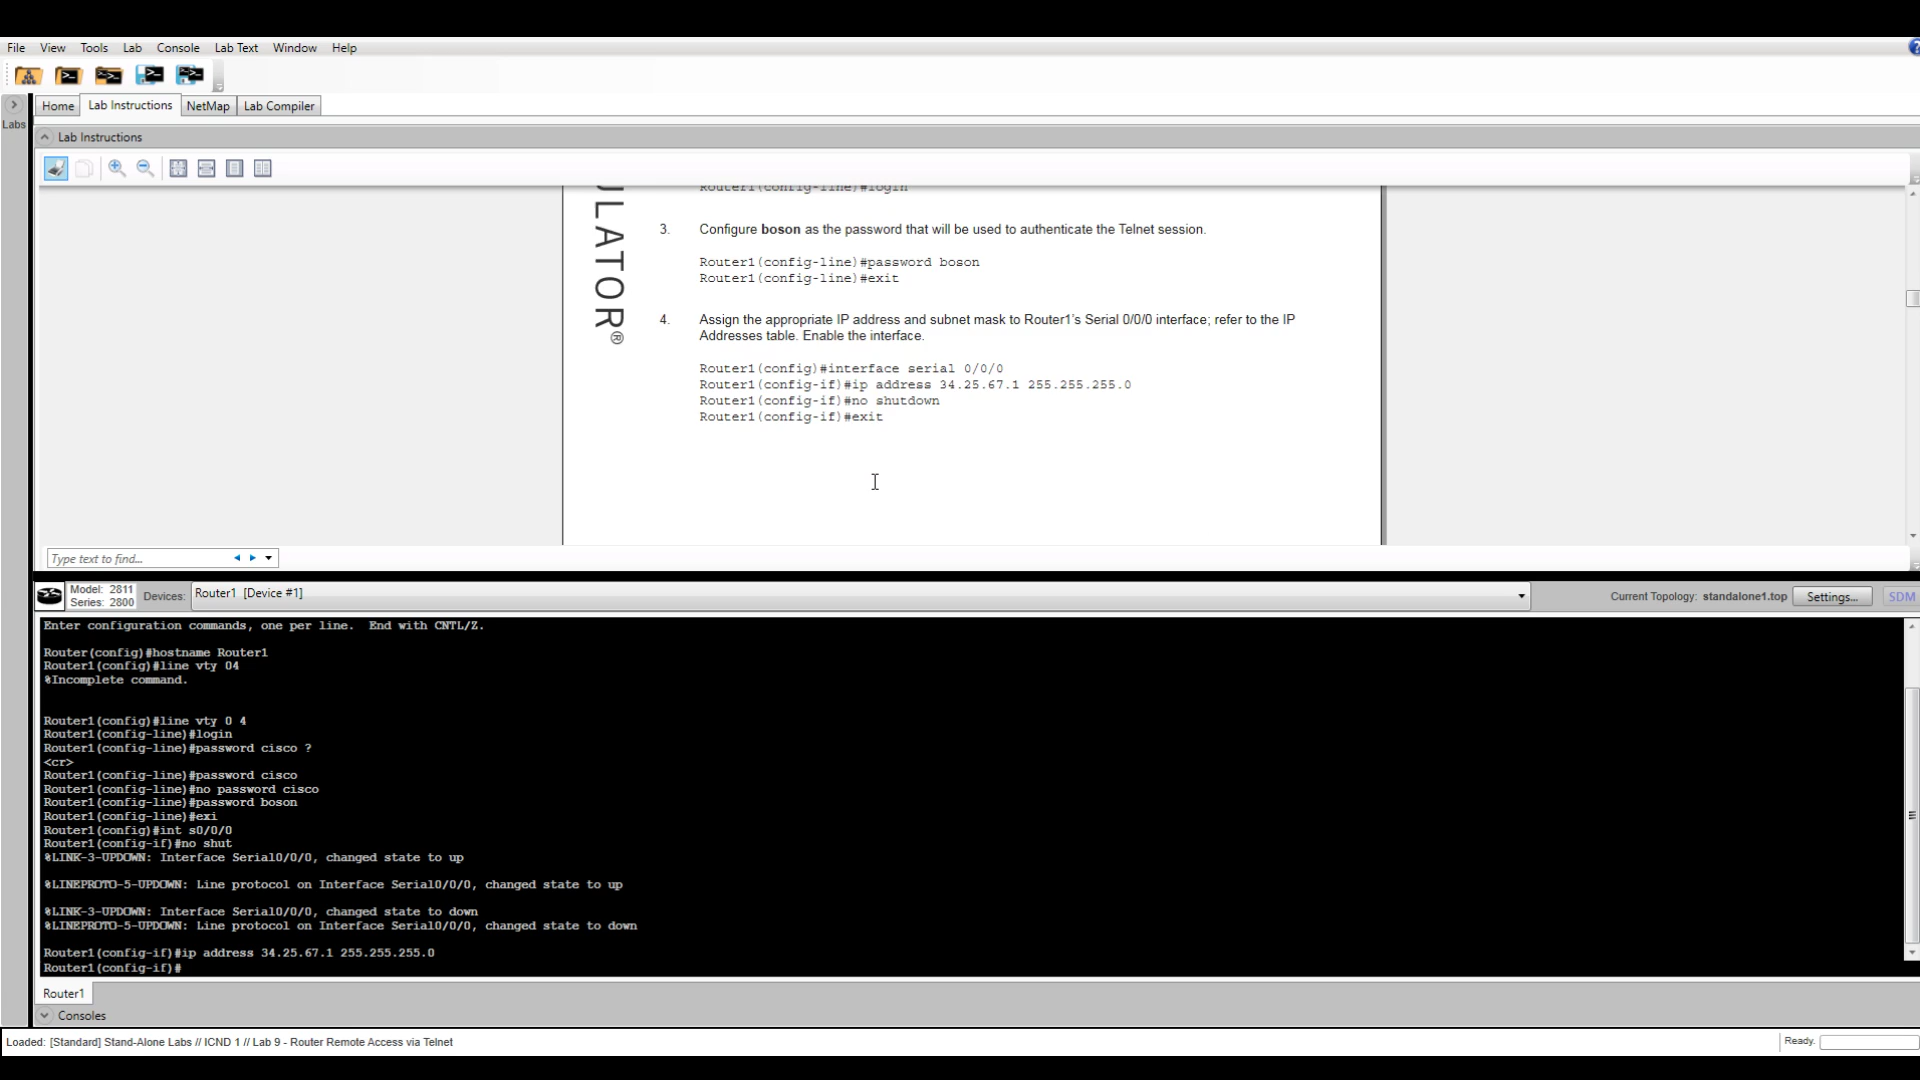 File View Tools Lab Console Lab Text Window Help
Home Lab Instructions NetMap Lab Compiler
Labs
Lab Instructions
Router1(config-line)#login
ULATOR®
3. Configure boson as the password that will be used to authenticate the Telnet session.
Router1(config-line)#password boson
Router1(config-line)#exit
4. Assign the appropriate IP address and subnet mask to Router1's Serial 0/0/0 interface; refer to the IP
Addresses table. Enable the interface.
Router1(config)#interface serial 0/0/0
Router1(config-if)#ip address 34.25.67.1 255.255.255.0
Router1(config-if)#no shutdown
Router1(config-if)#exit
Type text to find...
Model: 2811
Series: 2800
Devices: Router1 [Device #1]
Current Topology: standalone1.top Settings... SDM
Enter configuration commands, one per line. End with CNTL/Z.
Router(config)#hostname Router1
Router1(config)#line vty 04
%Incomplete command.
Router1(config)#line vty 0 4
Router1(config-line)#login
Router1(config-line)#password cisco ?
<cr>
Router1(config-line)#password cisco
Router1(config-line)#no password cisco
Router1(config-line)#password boson
Router1(config-line)#exi
Router1(config)#int s0/0/0
Router1(config-if)#no shut
%LINK-3-UPDOWN: Interface Serial0/0/0, changed state to up
%LINEPROTO-5-UPDOWN: Line protocol on Interface Serial0/0/0, changed state to up
%LINK-3-UPDOWN: Interface Serial0/0/0, changed state to down
%LINEPROTO-5-UPDOWN: Line protocol on Interface Serial0/0/0, changed state to down
Router1(config-if)#ip address 34.25.67.1 255.255.255.0
Router1(config-if)#
Router1
Consoles
Loaded: [Standard] Stand-Alone Labs // ICND 1 // Lab 9 - Router Remote Access via Telnet
Ready.